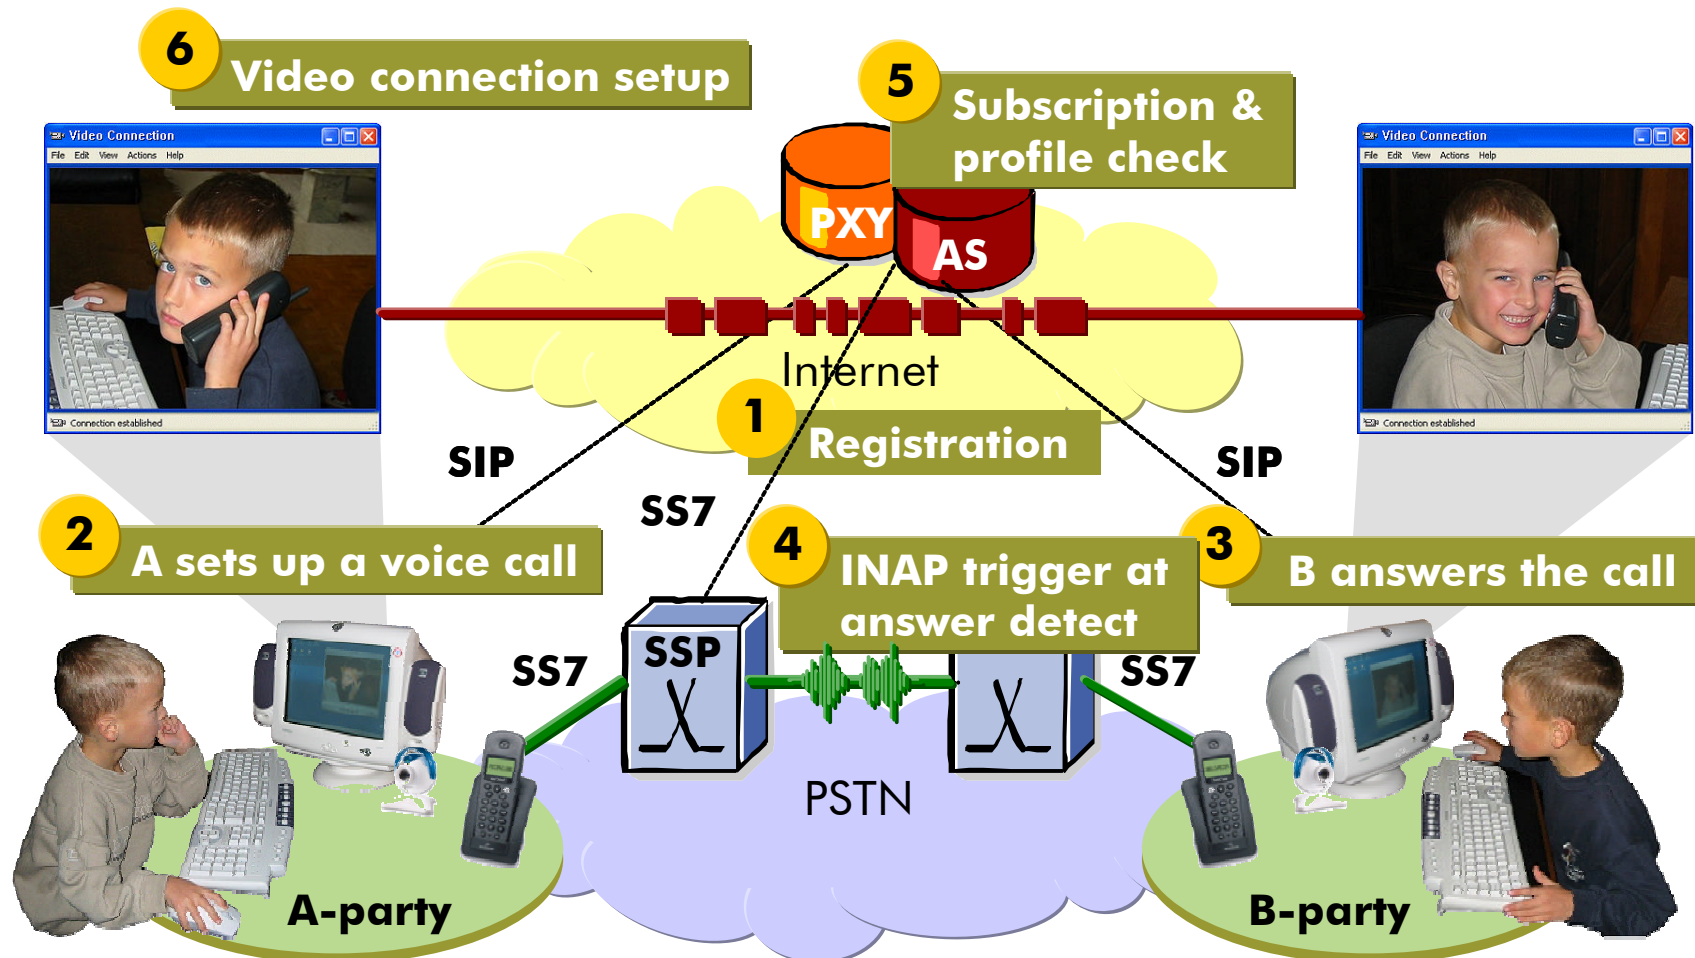 6
Video connection setup
5
Subscription &
profile check
Video Connection
File Edit View Actions Help
Connection established
Video Connection
File Edit View Actions Help
Connection established
PXY
AS
Internet
1
Registration
SIP
SS7
SIP
2
A sets up a voice call
4
INAP trigger at
answer detect
3
B answers the call
SS7
SSP
SS7
PSTN
A-party
B-party